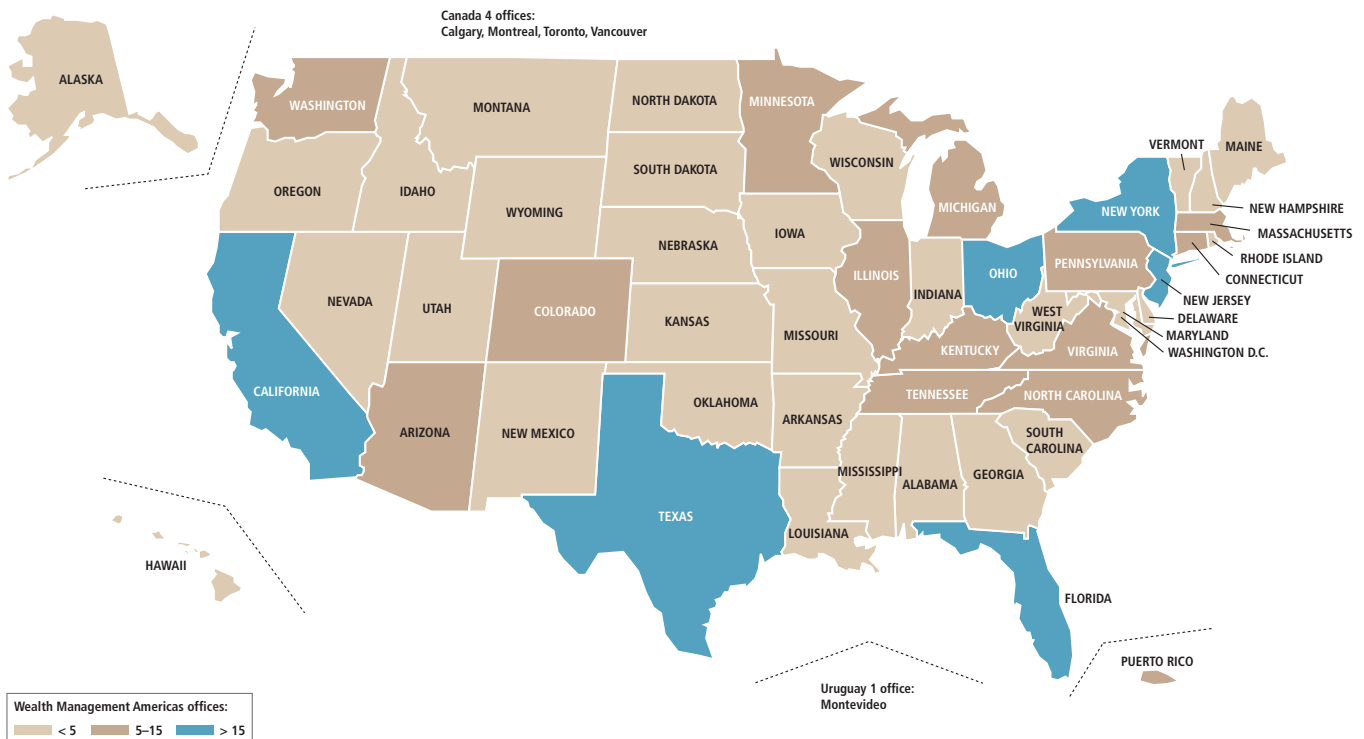 Canada 4 offices:
Calgary, Montreal, Toronto, Vancouver
ALASKA
WASHINGTON
MONTANA
NORTH DAKOTA
MINNESOTA
VERMONT
MAINE
WISCONSIN
SOUTH DAKOTA
OREGON
IDAHO
WYOMING
MICHIGAN
NEW YORK
NEW HAMPSHIRE
MASSACHUSETTS
RHODE ISLAND
CONNECTICUT
NEBRASKA
IOWA
PENNSYLVANIA
ILLINOIS
OHIO
INDIANA
NEVADA
UTAH
COLORADO
KANSAS
MISSOURI
WEST
VIRGINIA
NEW JERSEY
DELAWARE
MARYLAND
WASHINGTON D.C.
KENTUCKY
VIRGINIA
CALIFORNIA
TENNESSEE
NORTH CAROLINA
OKLAHOMA
ARKANSAS
ARIZONA
NEW MEXICO
SOUTH
CAROLINA
MISSISSIPPI
ALABAMA
GEORGIA
TEXAS
LOUISIANA
HAWAII
FLORIDA
PUERTO RICO
Uruguay 1 office:
Montevideo
Wealth Management Americas offices:
< 5 5–15 > 15